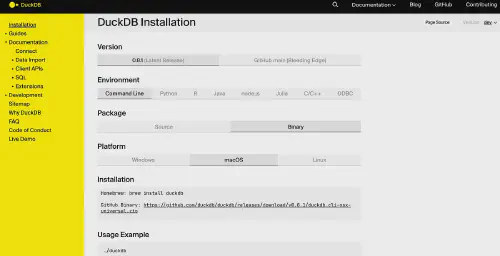 DuckDB
Documentation
Blog
GitHub
Contributing
Installation
Guides
Documentation
Connect
Data Import
Client APIs
SQL
Extensions
Development
Sitemap
Why DuckDB
FAQ
Code of Conduct
Live Demo
DuckDB Installation
Page Source
Version: dev
Version
0.8.1 (Latest Release)
GitHub main (Bleeding Edge)
Environment
Command Line
Python
R
Java
node.js
Julia
C/C++
ODBC
Package
Source
Binary
Platform
Windows
macOS
Linux
Installation
Homebrew: brew install duckdb
GitHub Binary: https://github.com/duckdb/duckdb/releases/download/v0.8.1/duckdb_cli-osx-
universal.zip
Usage Example
./duckdb